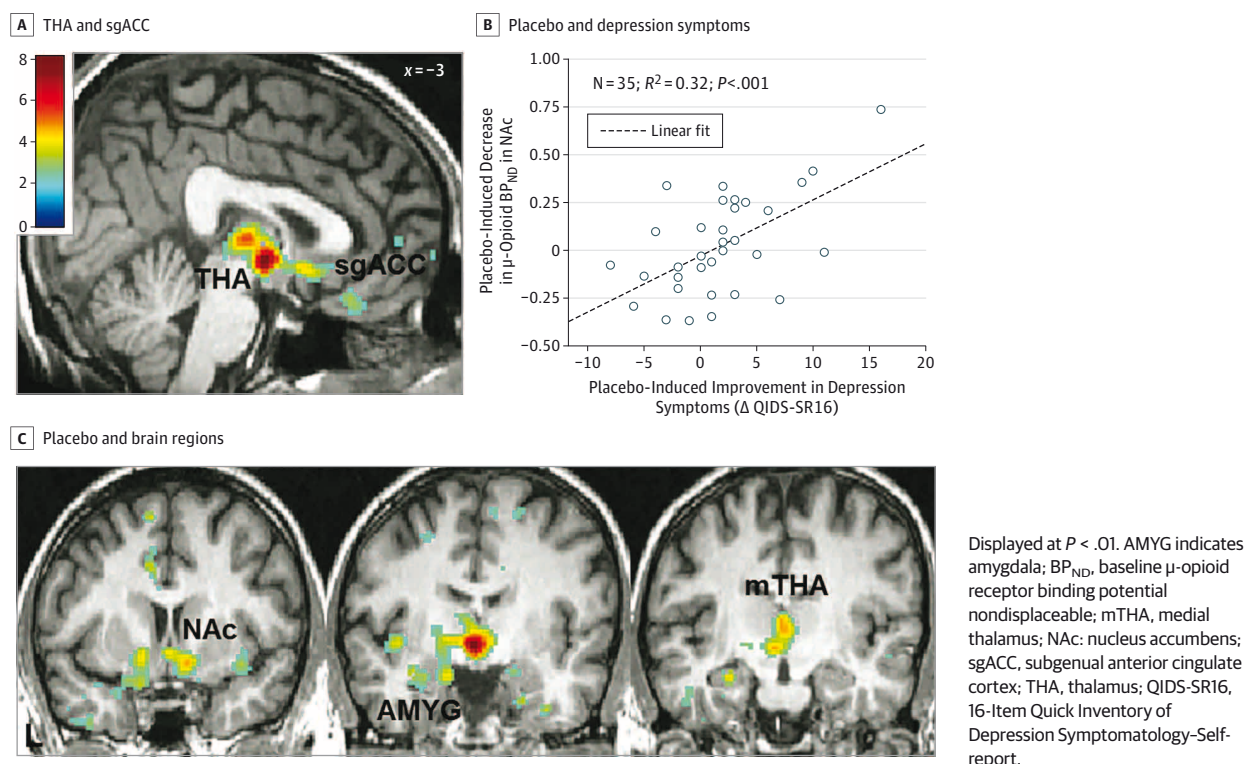 A THA and sgACC
8
6
4
2
0
x = −3
THA
sgACC
B Placebo and depression symptoms
Placebo-Induced Decrease
in μ-Opioid BPND in NAc
1.00
0.75
0.50
0.25
0
−0.25
−0.50
N = 35; R2 = 0.32; P<.001
Linear fit
−10 −5 0 5 10 15 20
Placebo-Induced Improvement in Depression
Symptoms (Δ QIDS-SR16)
C Placebo and brain regions
NAc
L
AMYG
mTHA
Displayed at P < .01. AMYG indicates
amygdala; BPND, baseline μ-opioid
receptor binding potential
nondisplaceable; mTHA, medial
thalamus; NAc: nucleus accumbens;
sgACC, subgenual anterior cingulate
cortex; THA, thalamus; QIDS-SR16,
16-Item Quick Inventory of
Depression Symptomatology–Self-
report.